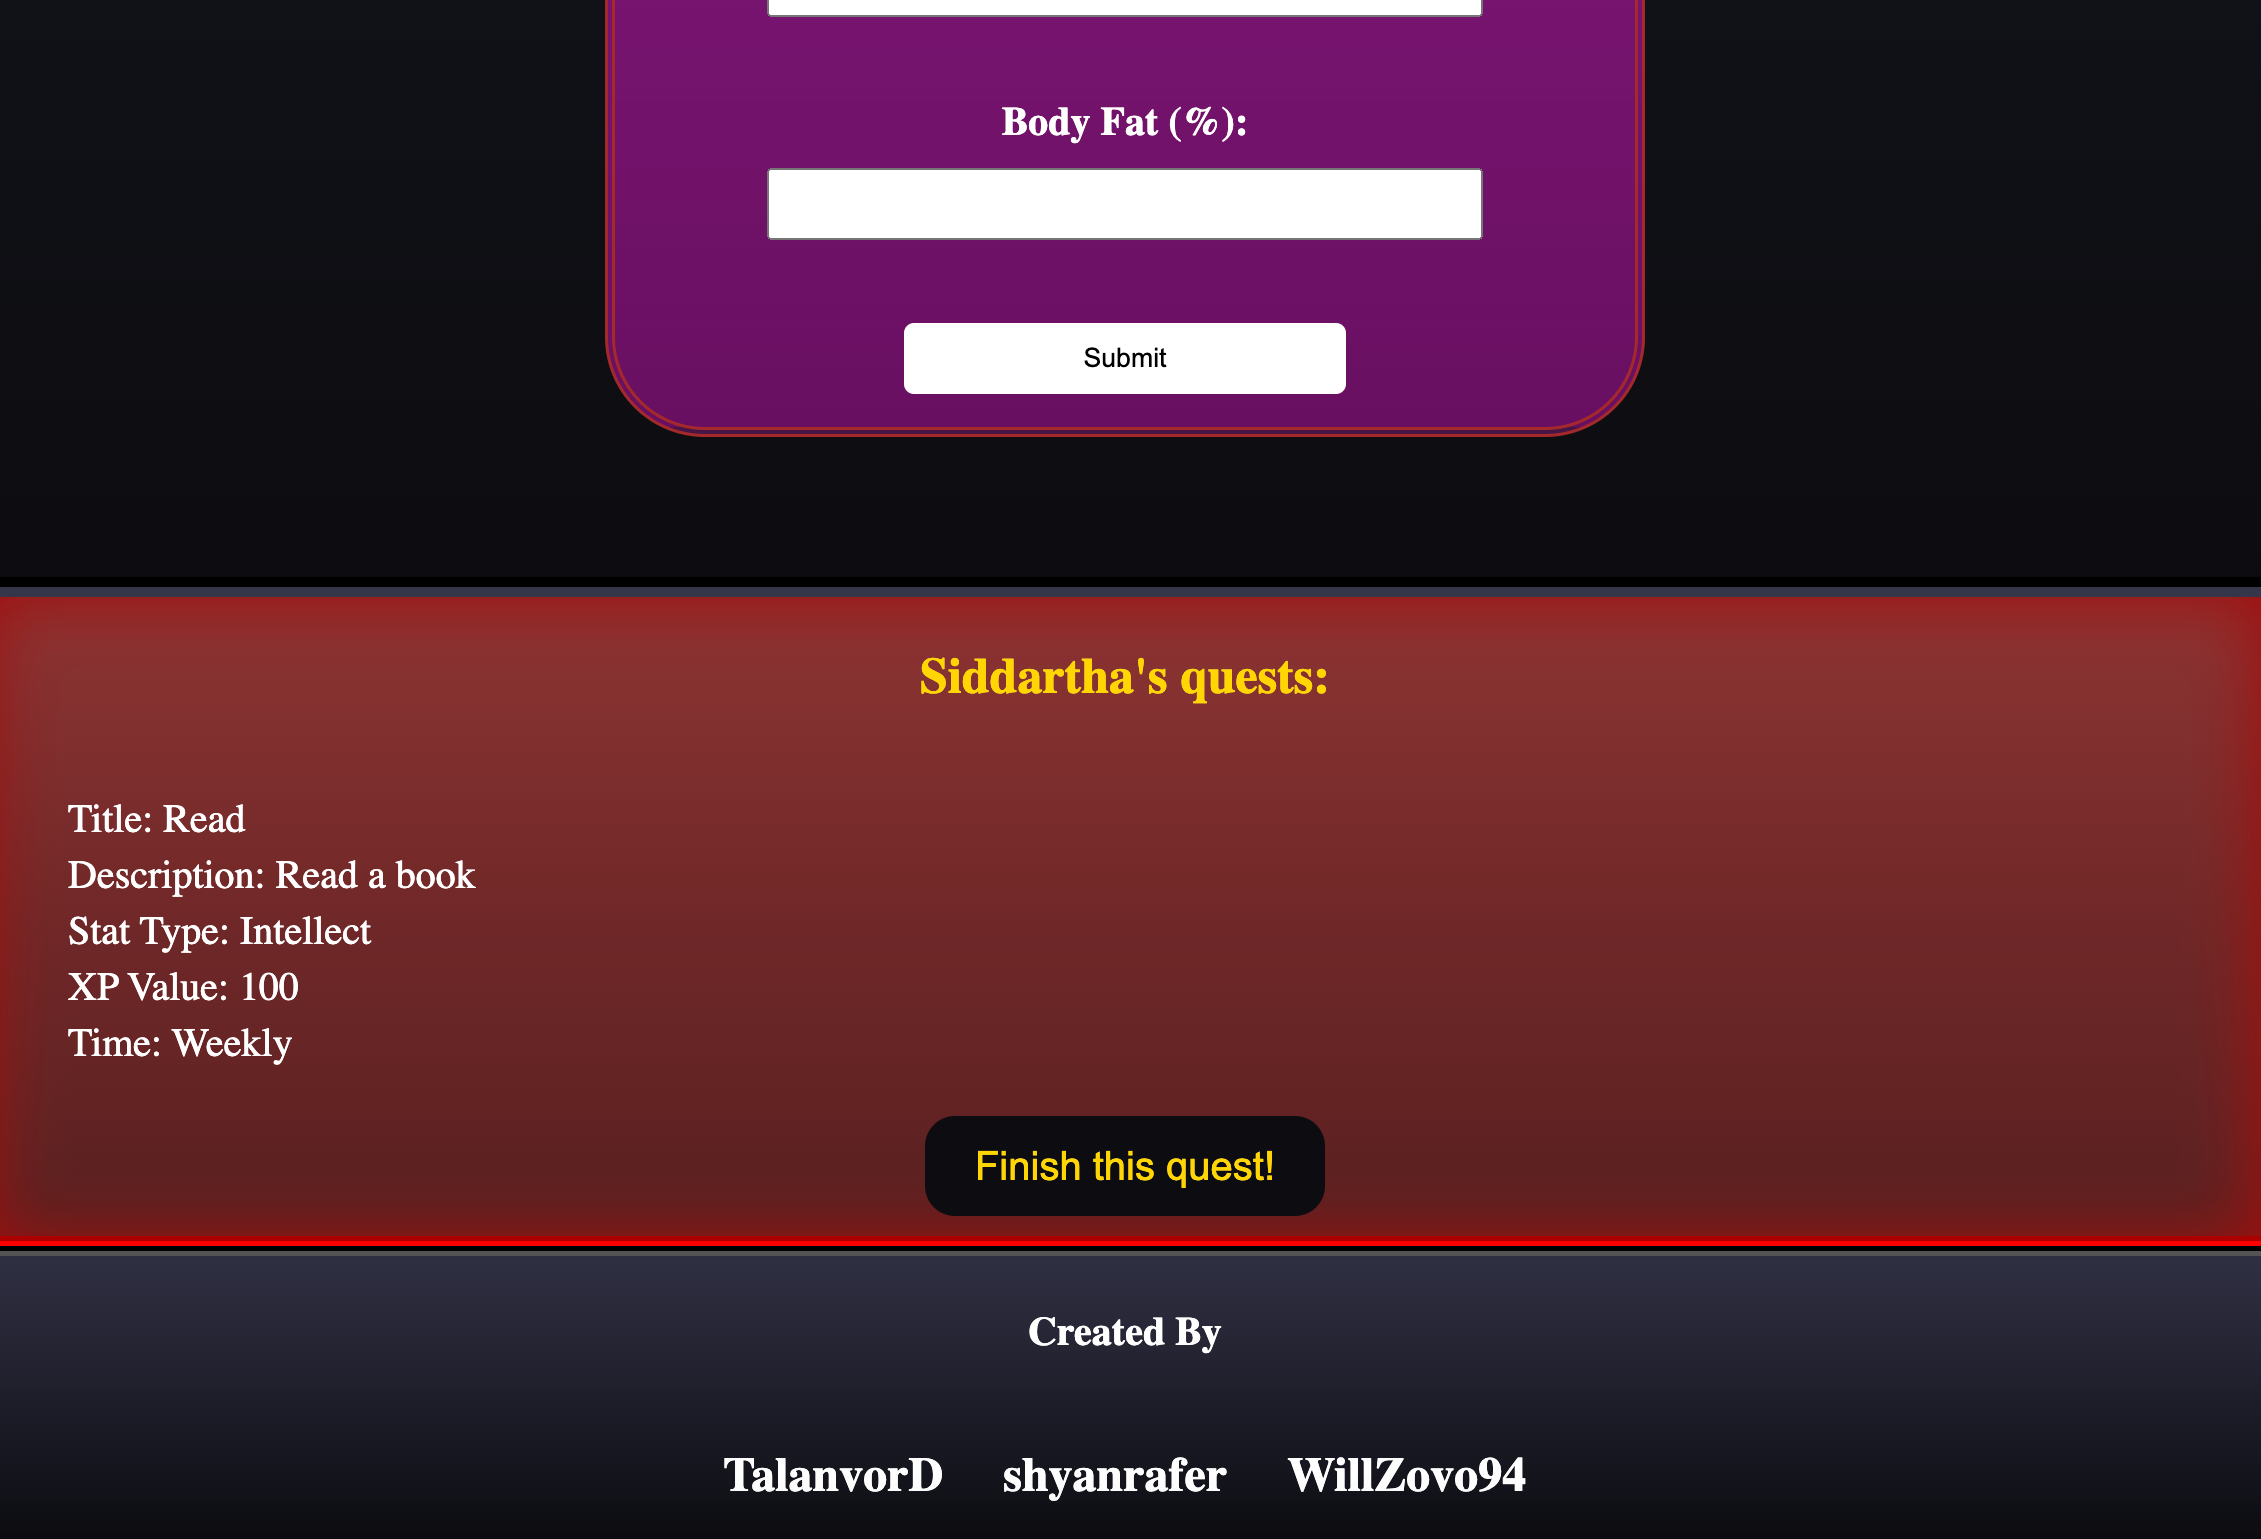 Body Fat (%):
Submit
Siddartha's quests:
Title: Read
Description: Read a book
Stat Type: Intellect
XP Value: 100
Time: Weekly
Finish this quest!
Created By
TalanvorD shyanrafer WillZovo94